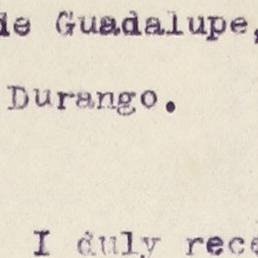 de Guadalupe,
Durango.
I duly rece